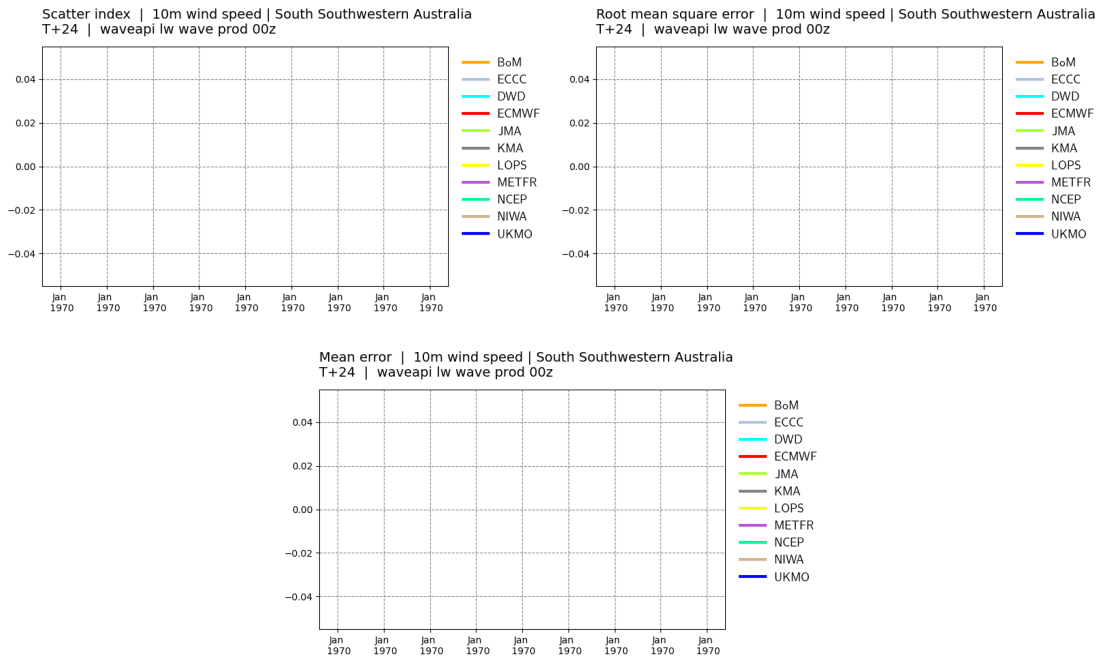 Scatter index | 10m wind speed | South Southwestern Australia
T+24 | waveapi lw wave prod 00z
0.04
0.02
0.00
−0.02
−0.04
Jan Jan Jan Jan Jan Jan Jan Jan Jan
1970 1970 1970 1970 1970 1970 1970 1970 1970
BoM
ECCC
DWD
ECMWF
JMA
KMA
LOPS
METFR
NCEP
NIWA
UKMO
Root mean square error | 10m wind speed | South Southwestern Australia
T+24 | waveapi lw wave prod 00z
0.04
0.02
0.00
−0.02
−0.04
Jan Jan Jan Jan Jan Jan Jan Jan Jan
1970 1970 1970 1970 1970 1970 1970 1970 1970
BoM
ECCC
DWD
ECMWF
JMA
KMA
LOPS
METFR
NCEP
NIWA
UKMO
Mean error | 10m wind speed | South Southwestern Australia
T+24 | waveapi lw wave prod 00z
0.04
0.02
0.00
−0.02
−0.04
Jan Jan Jan Jan Jan Jan Jan Jan Jan
1970 1970 1970 1970 1970 1970 1970 1970 1970
BoM
ECCC
DWD
ECMWF
JMA
KMA
LOPS
METFR
NCEP
NIWA
UKMO